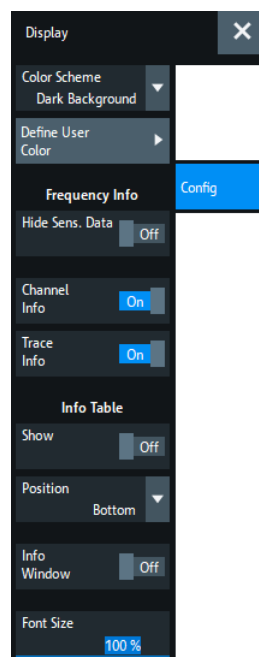 Display
Color Scheme
Dark Background
Define User
Color
Config
Frequency Info
Hide Sens. Data
Off
Channel
Info
On
Trace
Info
On
Info Table
Show
Off
Position
Bottom
Info
Window
Off
Font Size
100 %